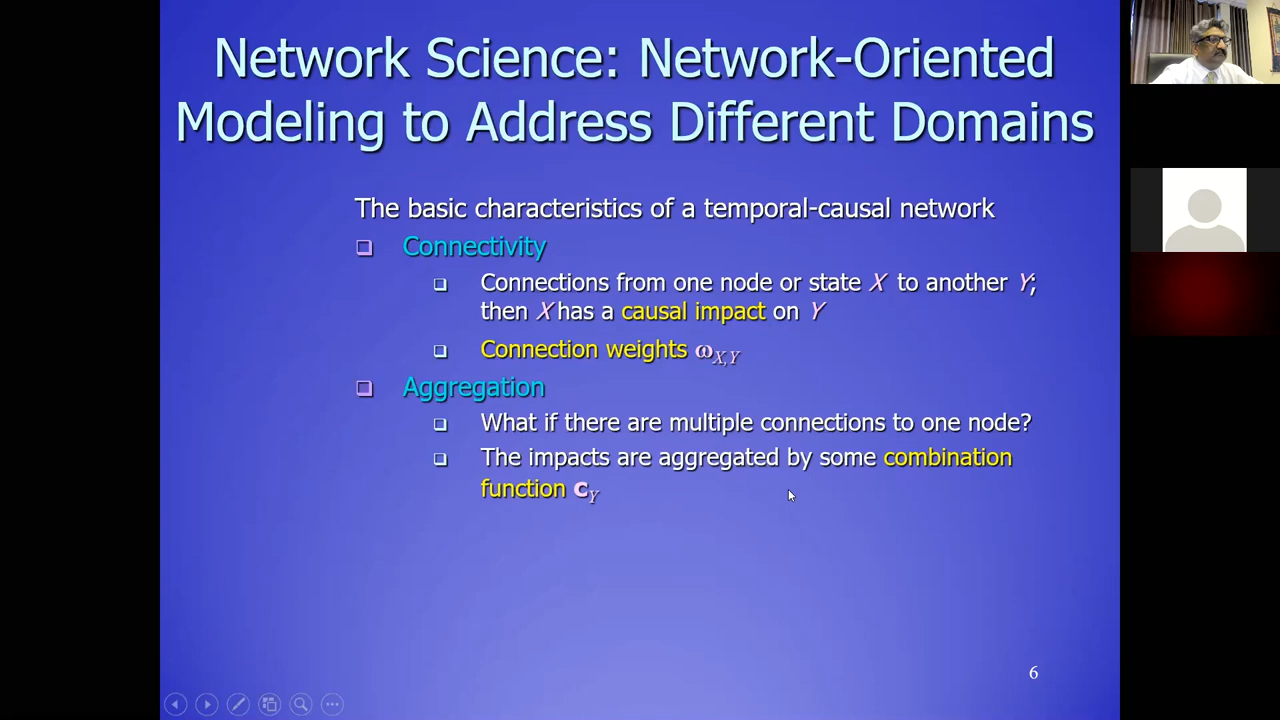 Network Science: Network-Oriented
Modeling to Address Different Domains
The basic characteristics of a temporal-causal network
Connectivity
Connections from one node or state X to another Y;
then X has a causal impact on Y
Connection weights ωX,Y
Aggregation
What if there are multiple connections to one node?
The impacts are aggregated by some combination
function cY
6